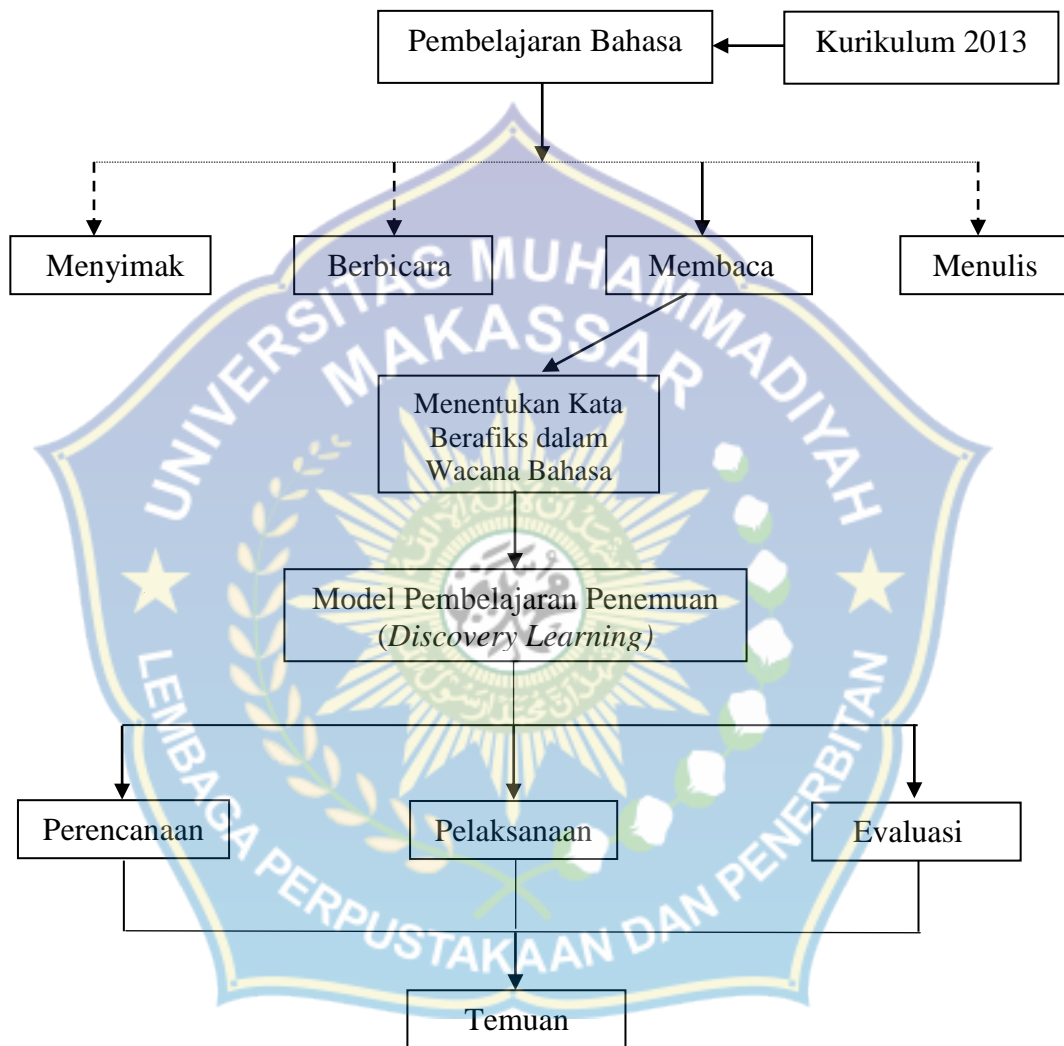 Pembelajaran Bahasa
Kurikulum 2013
Menyimak
Berbicara
Membaca
Menulis
UNIVERSITAS MUHAMMADIYAH
MAKASSAR
Menentukan Kata
Berafiks dalam
Wacana Bahasa
Model Pembelajaran Penemuan
(Discovery Learning)
Perencanaan
Pelaksanaan
Evaluasi
LEMBAGA PERPUSTAKAAN DAN PENERBITAN
Temuan